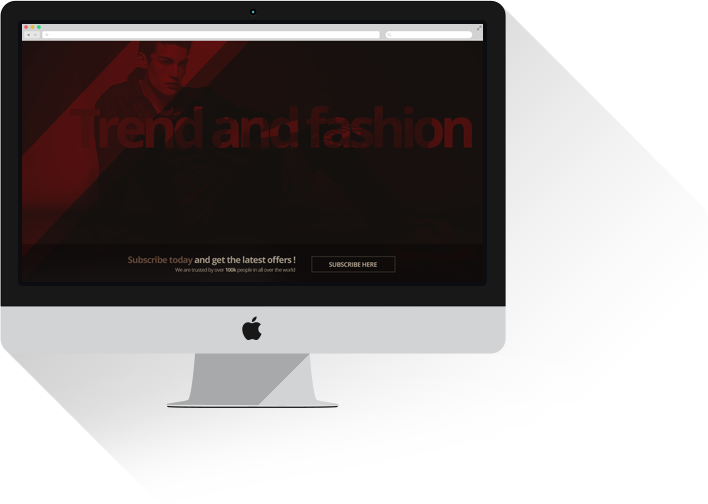 Trend and fashion
Subscribe today and get the latest offers !
We are trusted by over 100k people in all over the world
SUBSCRIBE HERE